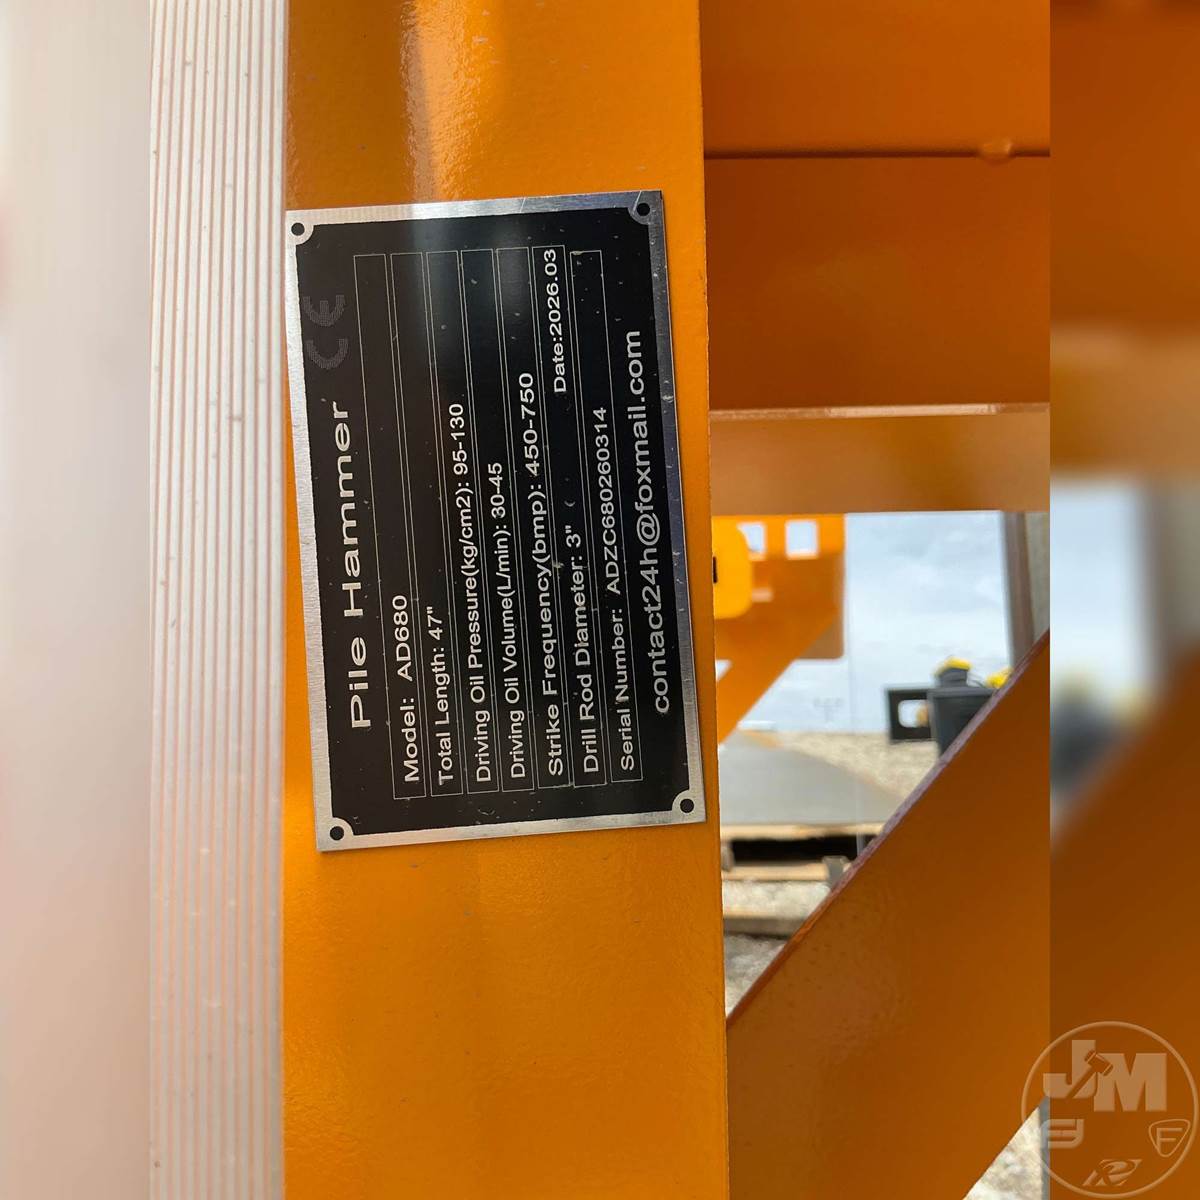 Pile Hammer CE
Model: AD680
Total Length: 47"
Driving Oil Pressure(kg/cm2): 95-130
Driving Oil Volume(L/min): 30-45
Strike Frequency(bmp): 450-750
Drill Rod Diameter: 3" Date:2026.03
Serial Number: ADZC680260314
contact24h@foxmail.com
JM
F